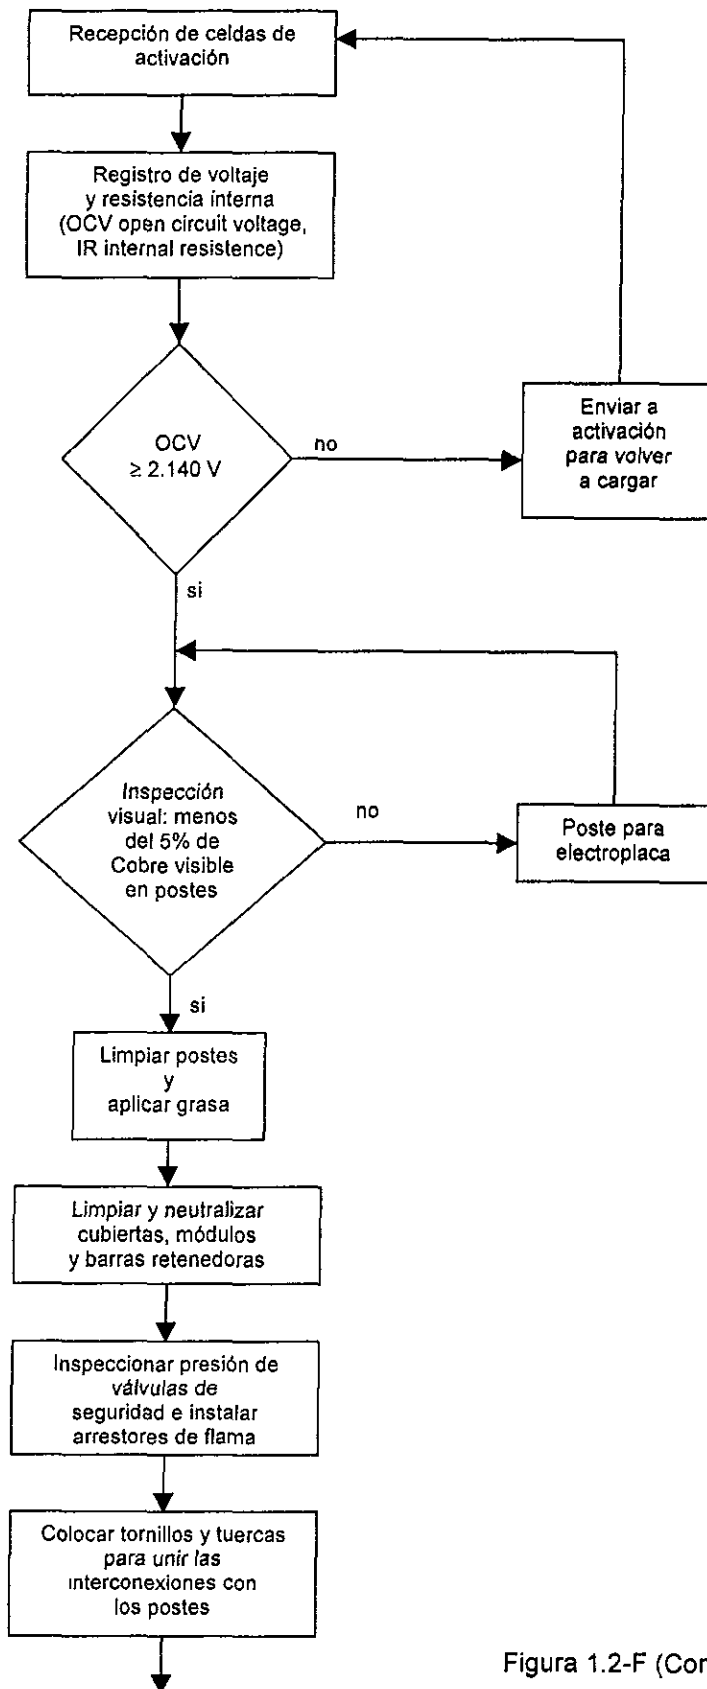 Recepción de celdas de
activación
Registro de voltaje
y resistencia interna
(OCV open circuit voltage,
IR internal resistence)
OCV
≥ 2.140 V
no
Enviar a
activación
para volver
a cargar
si
Inspección
visual: menos
del 5% de
Cobre visible
en postes
no
Poste para
electroplaca
si
Limpiar postes
y
aplicar grasa
Limpiar y neutralizar
cubiertas, módulos
y barras retenedoras
Inspeccionar presión de
válvulas de
seguridad e instalar
arrestores de flama
Colocar tornillos y tuercas
para unir las
interconexiones con
los postes
Figura 1.2-F (Con